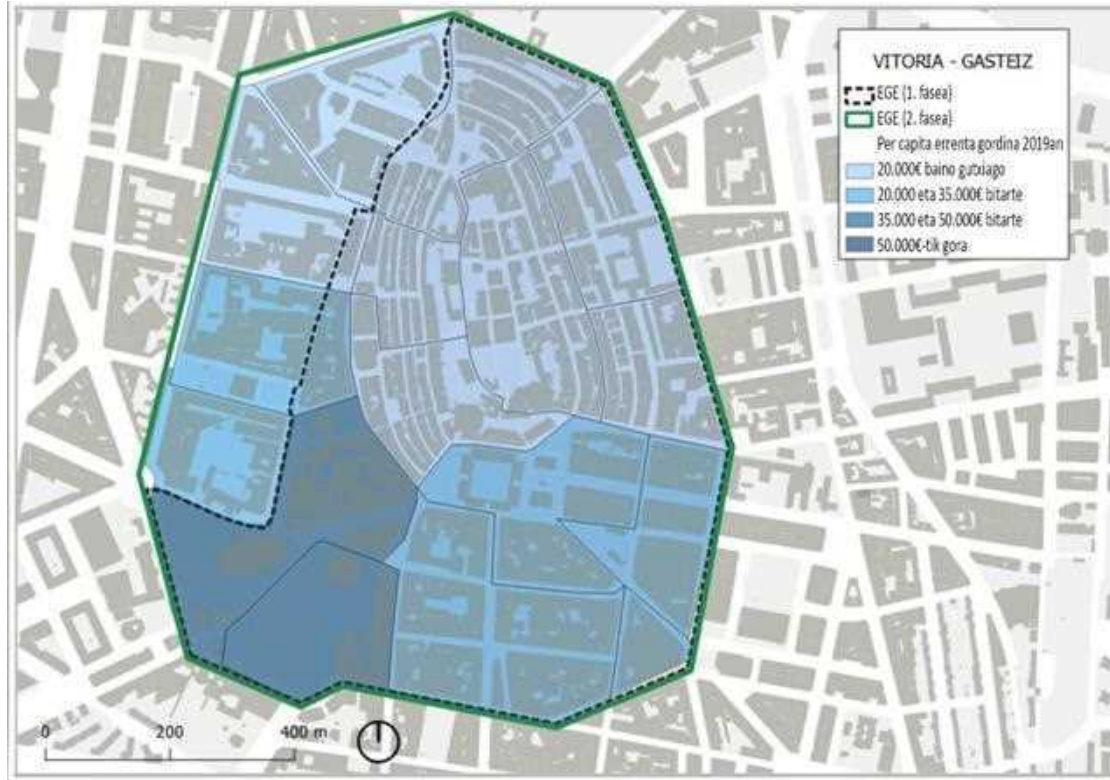 VITORIA - GASTEIZ
EGE (1. fasea)
EGE (2. fasea)
Per capita errenta gordina 2019an
20.000€ baino gutxiago
20.000 eta 35.000€ bitarte
35.000 eta 50.000€ bitarte
50.000€-tik gora
0 200 400 m